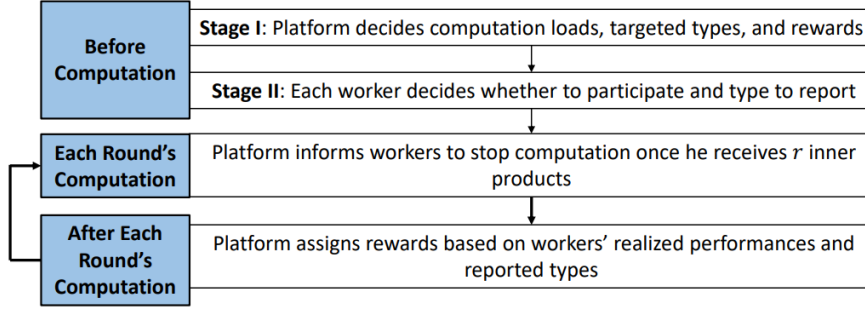 Before
Computation
Stage I: Platform decides computation loads, targeted types, and rewards
Stage II: Each worker decides whether to participate and type to report
Each Round's
Computation
Platform informs workers to stop computation once he receives r inner
products
After Each
Round's
Computation
Platform assigns rewards based on workers' realized performances and
reported types